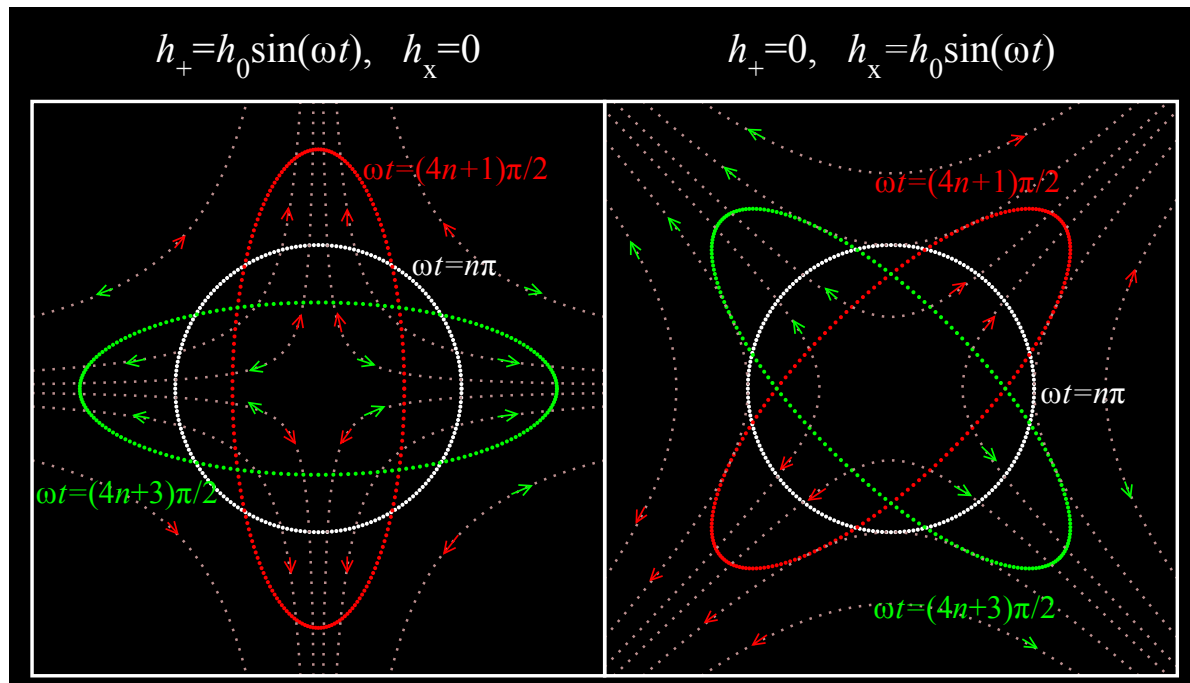 h₊=h₀sin(ωt), hₓ=0
h₊=0, hₓ=h₀sin(ωt)
ωt=(4n+1)π/2
ωt=nπ
ωt=(4n+3)π/2
ωt=(4n+1)π/2
ωt=nπ
ωt=(4n+3)π/2